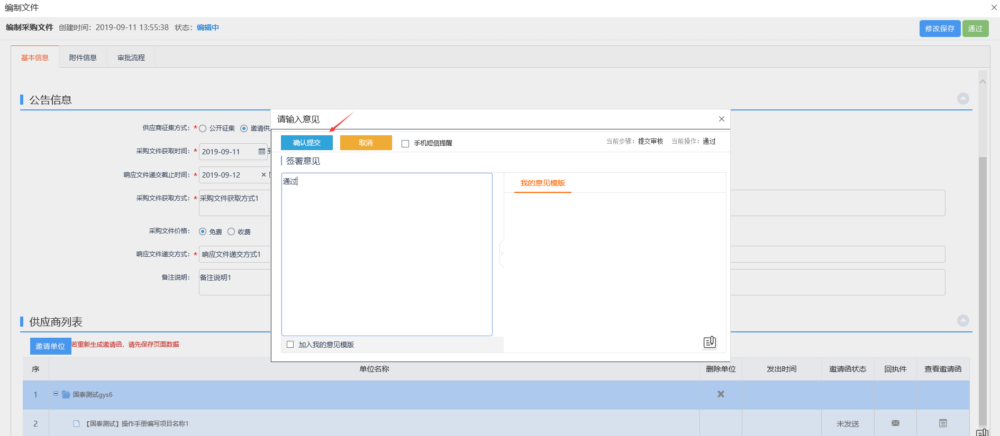 编制文件
编制采购文件 创建时间：2019-09-11 13:55:38 状态：编辑中 修改保存 通过
基本信息 附件信息 审批流程
公告信息
供应商征集方式：* 公开征集 邀请供
采购文件获取时间：* 2019-09-11
响应文件递交截止时间：* 2019-09-12
采购文件获取方式：* 采购文件获取方式1
采购文件价格： 免费 收费
响应文件递交方式：* 响应文件递交方式1
备注说明： 备注说明1
请输入意见
确认提交 取消 手机短信提醒 当前步骤：提交审核 当前操作：通过
签署意见
通过
我的意见模版
加入我的意见模版
供应商列表
邀请单位 若重新生成邀请函，请先保存页面数据
序 单位名称 删除单位 发出时间 邀请函状态 回执件 查看邀请函
1 国泰测试gys6
2 【国泰测试】操作手册编写项目名称1 未发送